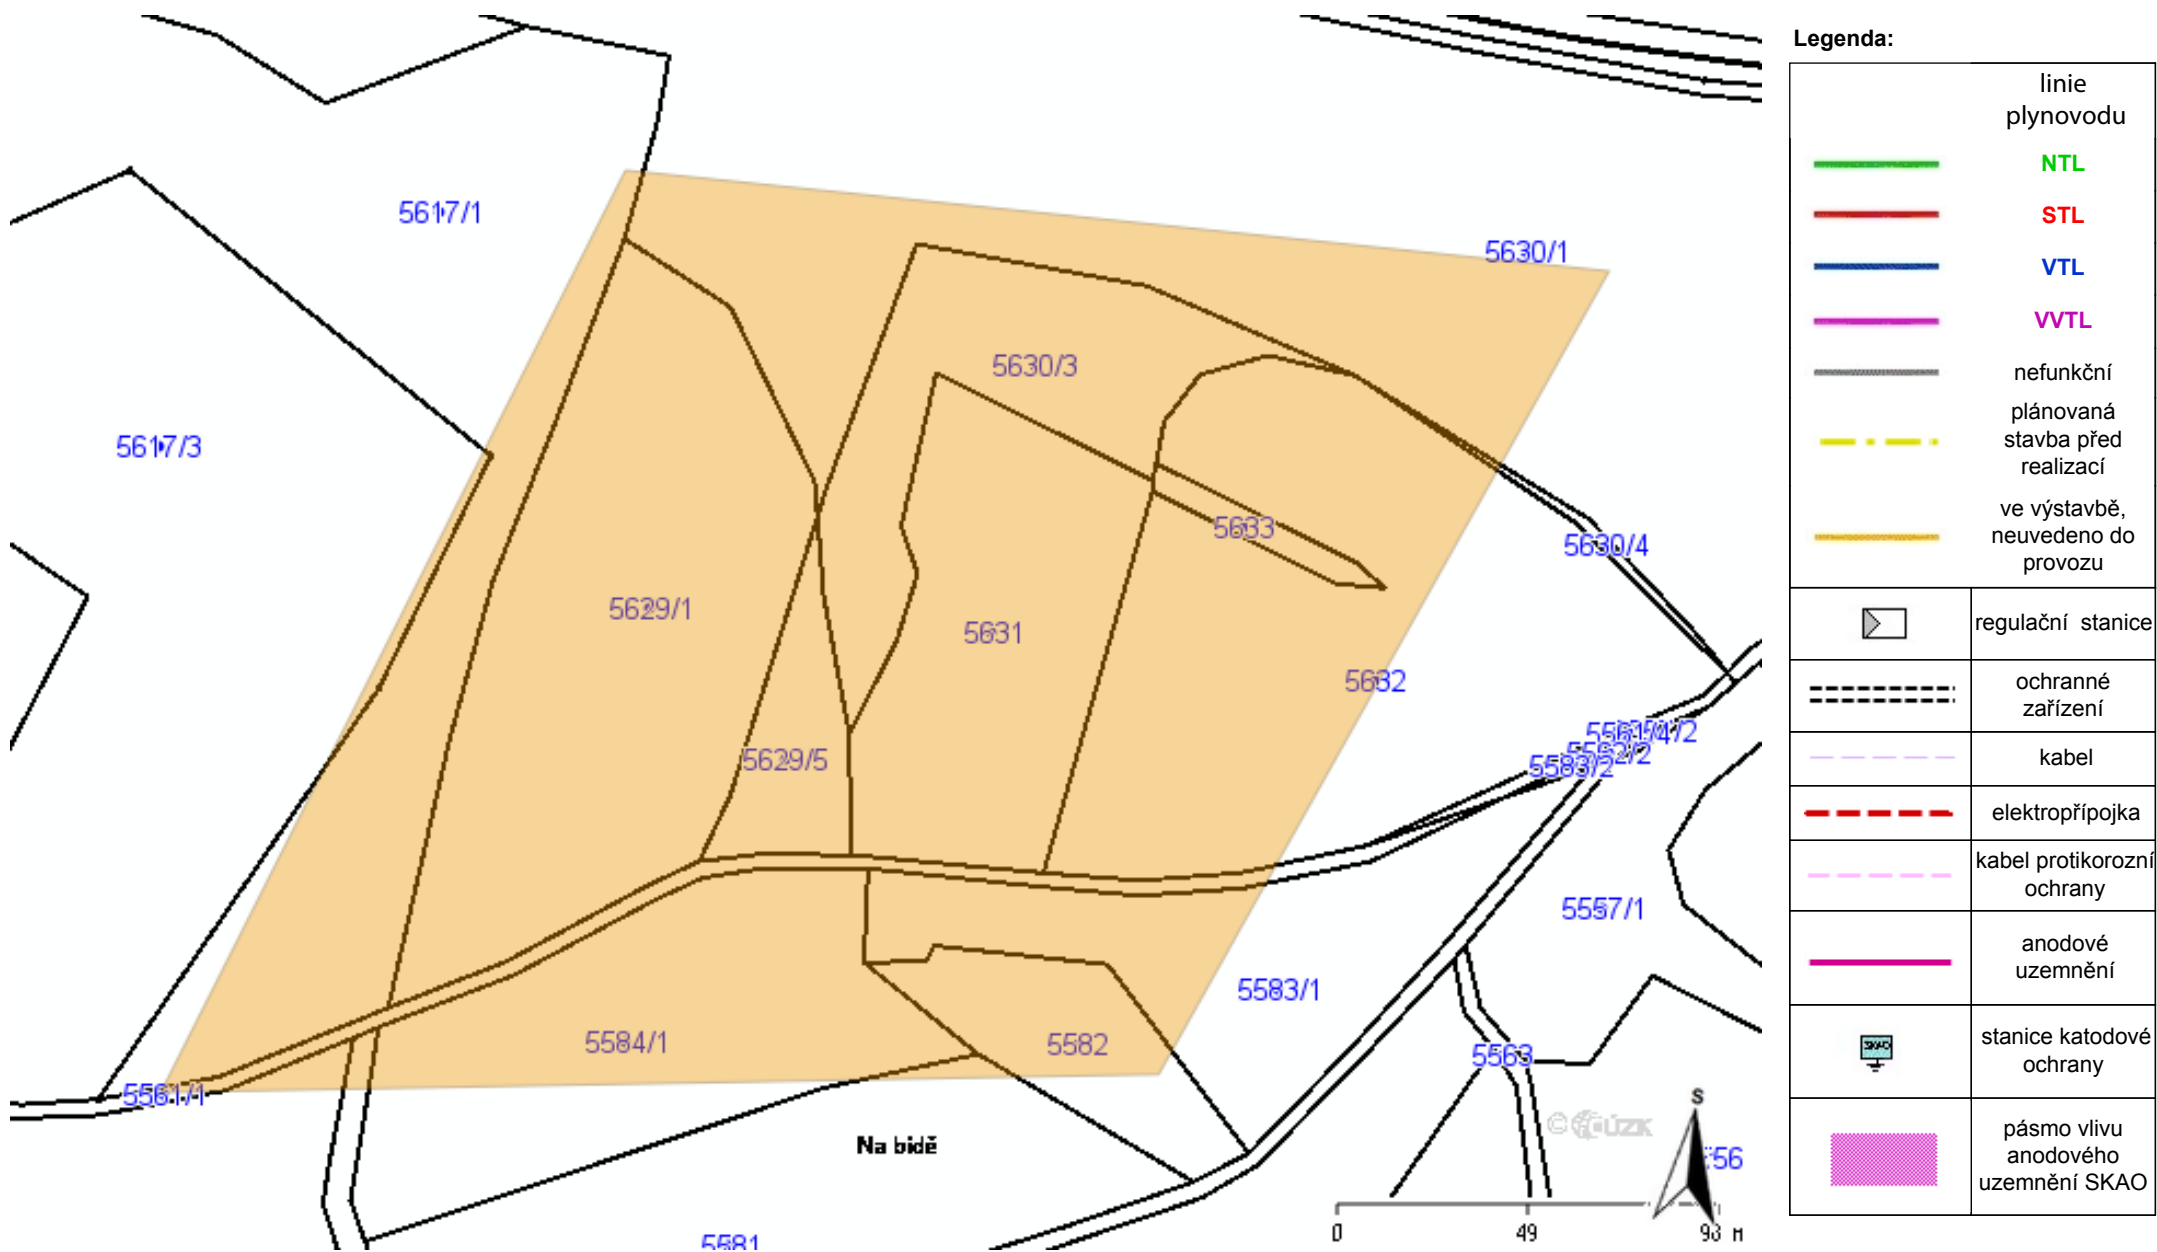 5617/1
5630/1
5630/3
5617/3
5633
5630/4
5629/1
5631
5632
5629/5
5583/2
5557/1
5583/1
5584/1
5582
5563
5561/1
Na bidě
5581
S
0 49 98 M
© ČÚZK
Legenda:
linie
plynovodu
NTL
STL
VTL
VVTL
nefunkční
plánovaná
stavba před
realizací
ve výstavbě,
neuvedeno do
provozu
regulační stanice
ochranné
zařízení
kabel
elektropřípojka
kabel protikorozní
ochrany
anodové
uzemnění
SKAO
stanice katodové
ochrany
pásmo vlivu
anodového
uzemnění SKAO